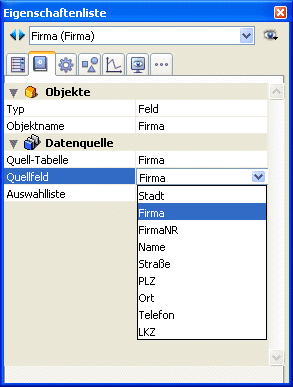 Eigenschaftenliste
Firma (Firma)
Objekte
Typ Feld
Objektname Firma
Datenquelle
Quell-Tabelle Firma
Quellfeld Firma
Auswahlliste
Stadt
Firma
FirmaNR
Name
Straße
PLZ
Ort
Telefon
LKZ